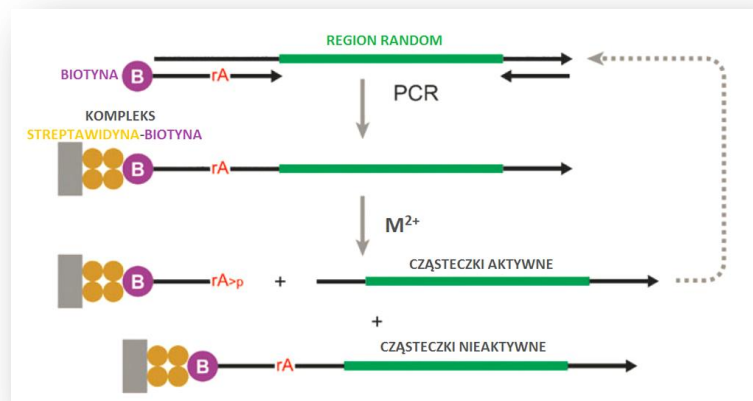 REGION RANDOM
BIOTYNA B rA
PCR
KOMPLEKS
STREPTAWIDYNA-BIOTYNA
B rA
M²⁺
CZĄSTECZKI AKTYWNE
B rA>p +
+
CZĄSTECZKI NIEAKTYWNE
B rA